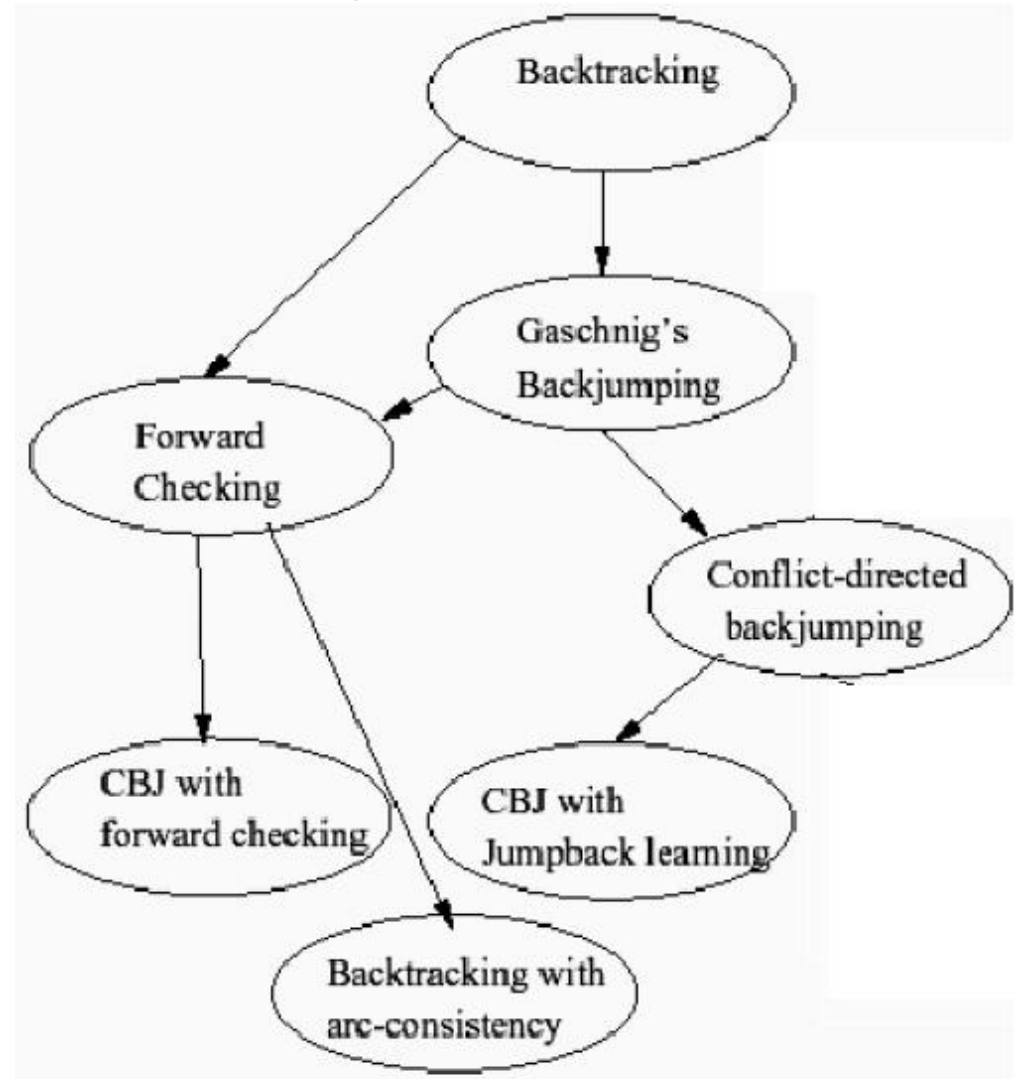 Backtracking
Gaschnig's
Backjumping
Forward
Checking
Conflict-directed
backjumping
CBJ with
forward checking
CBJ with
Jumpback learning
Backtracking with
arc-consistency